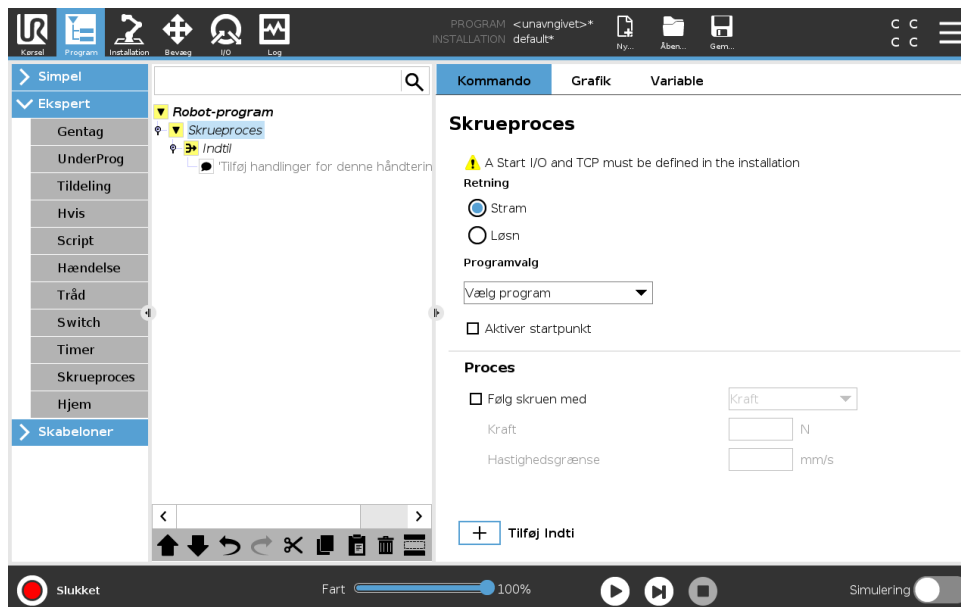 UR
PROGRAM <unavngivet>*
INSTALLATION default*
Kørsel
Program
Installation
Bevæg
I/O
Log
Ny...
Åben...
Gem...
C C
C C
Simpel
Ekspert
Gentag
UnderProg
Tildeling
Hvis
Script
Hændelse
Tråd
Switch
Timer
Skrueproces
Hjem
Skabeloner
Robot-program
Skrueproces
Indtil
'Tilføj handlinger for denne håndterin
Kommando
Grafik
Variable
Skrueproces
A Start I/O and TCP must be defined in the installation
Retning
Stram
Løsn
Programvalg
Vælg program
Aktiver startpunkt
Proces
Følg skruen med
Kraft
Kraft
N
Hastighedsgrænse
mm/s
Tilføj Indti
Slukket
Fart
100%
Simulering